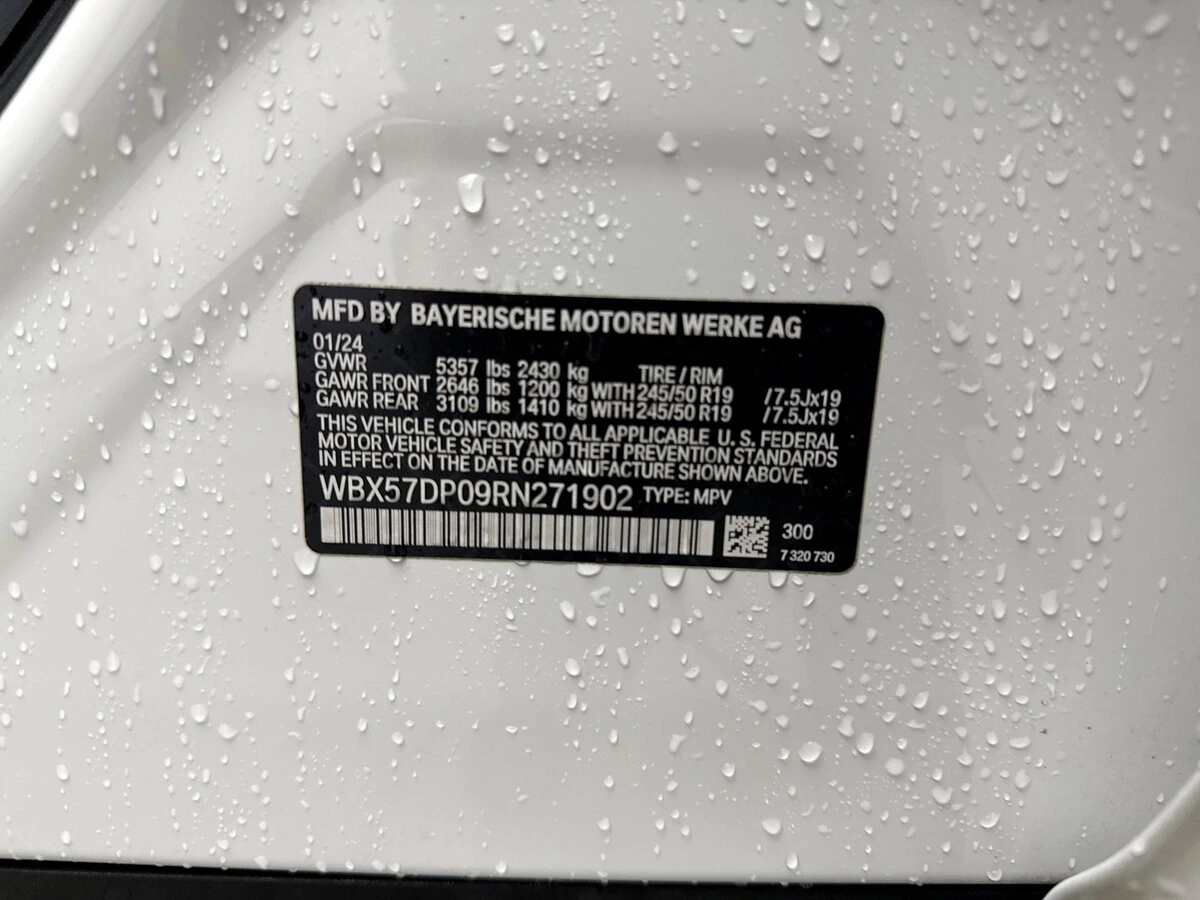 MFD BY BAYERISCHE MOTOREN WERKE AG
01/24
GVWR 5357 lbs 2430 kg TIRE / RIM
GAWR FRONT 2646 lbs 1200 kg WITH 245/50 R19 /7.5Jx19
GAWR REAR 3109 lbs 1410 kg WITH 245/50 R19 /7.5Jx19
THIS VEHICLE CONFORMS TO ALL APPLICABLE U. S. FEDERAL
MOTOR VEHICLE SAFETY AND THEFT PREVENTION STANDARDS
IN EFFECT ON THE DATE OF MANUFACTURE SHOWN ABOVE.
WBX57DP09RN271902 TYPE: MPV
300
7 320 730